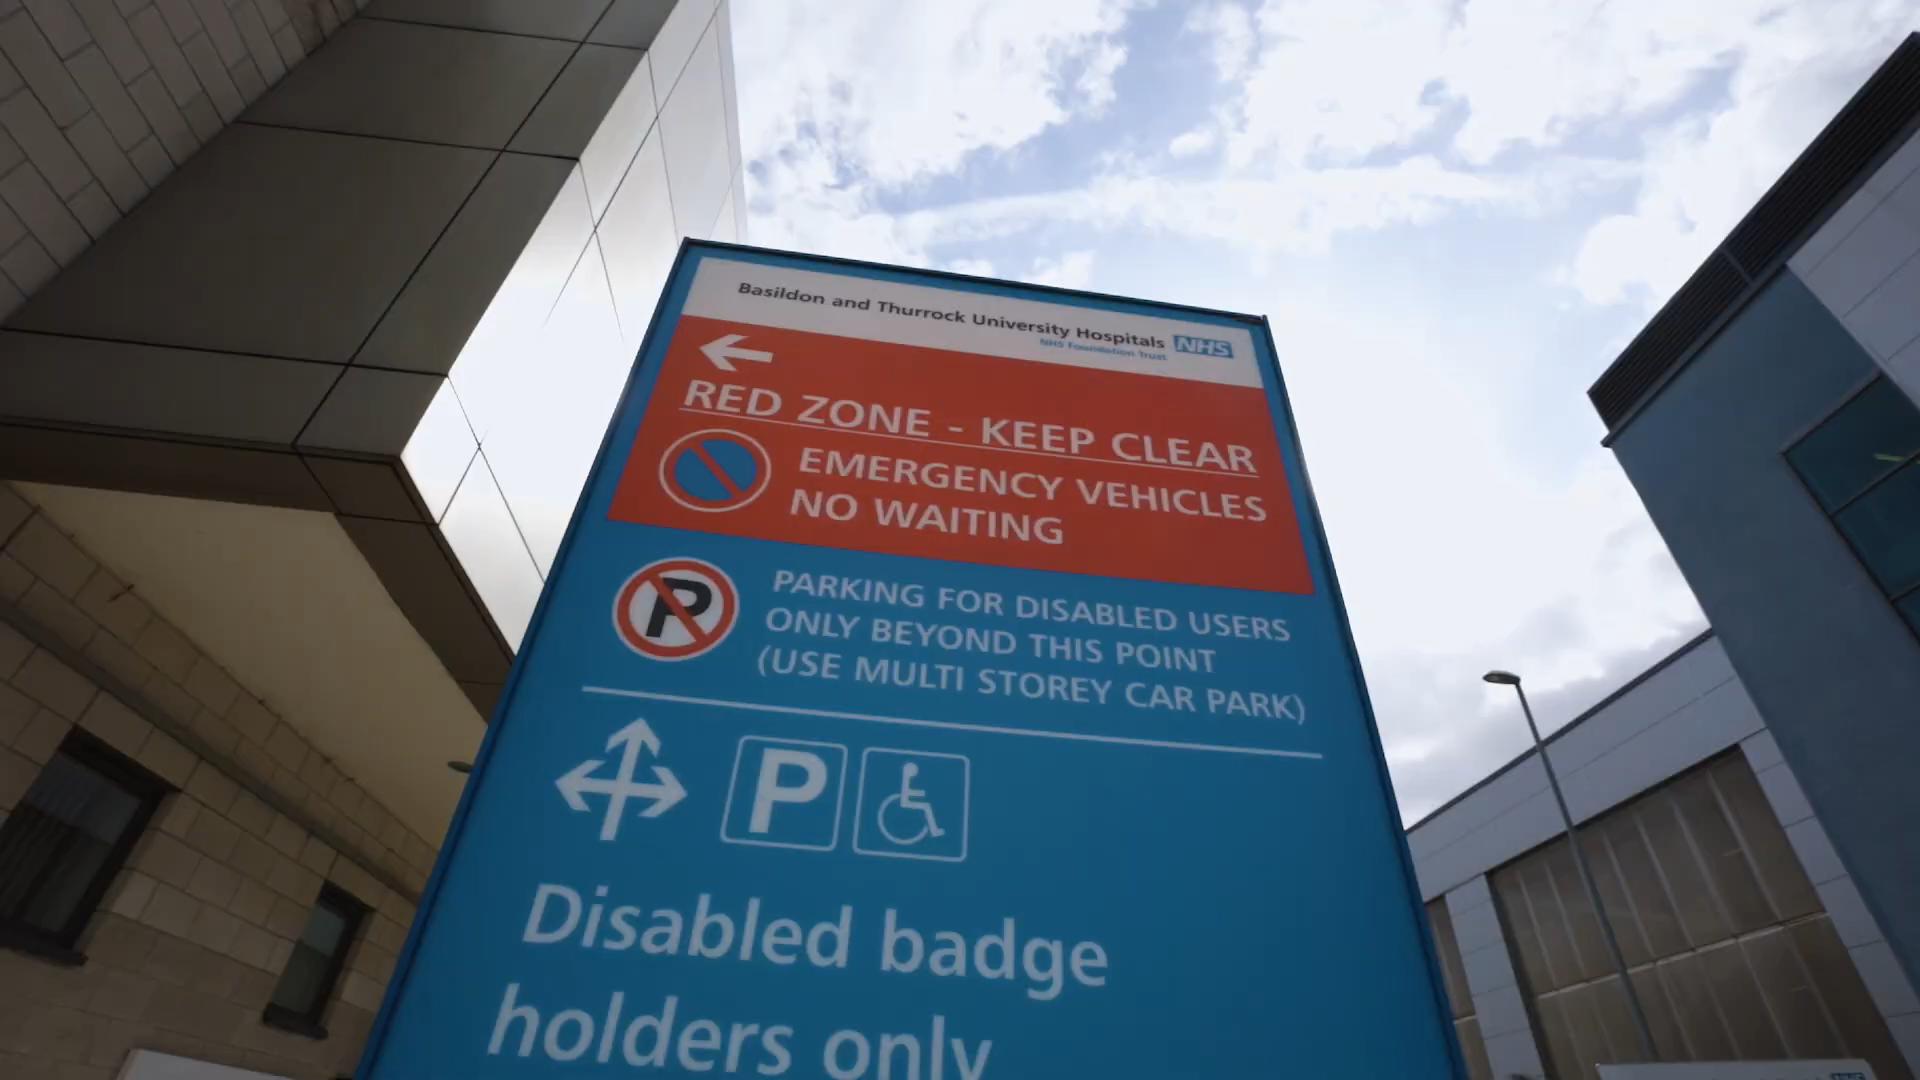 Basildon and Thurrock University Hospitals NHS
NHS Foundation Trust
RED ZONE - KEEP CLEAR
EMERGENCY VEHICLES
NO WAITING
P
PARKING FOR DISABLED USERS
ONLY BEYOND THIS POINT
(USE MULTI STOREY CAR PARK)
P
Disabled badge
holders only
NHS